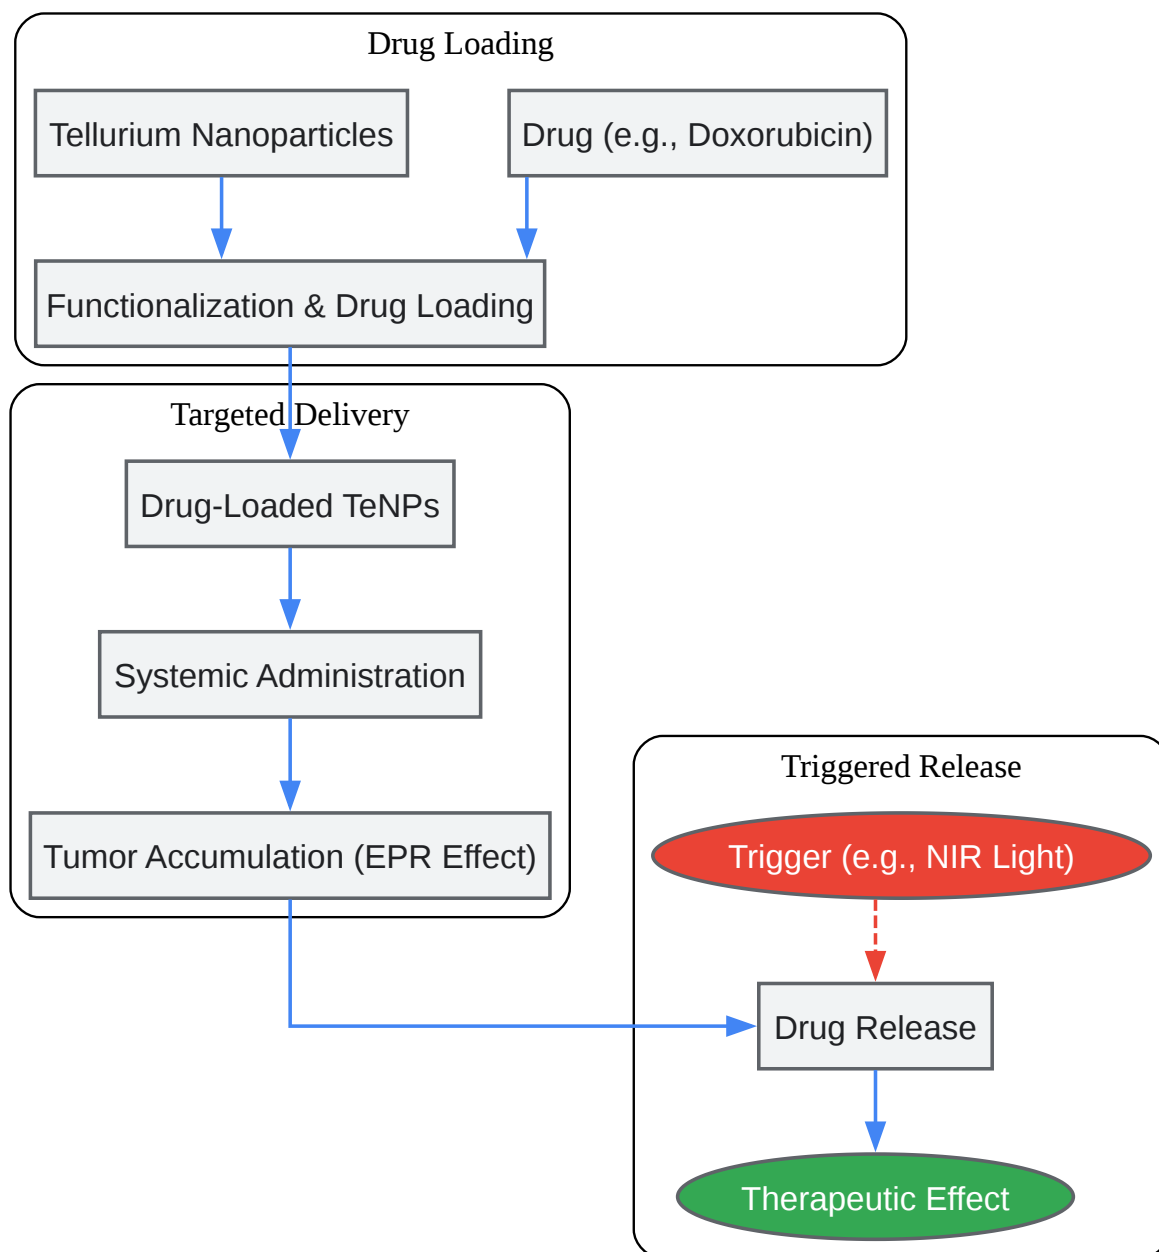 Drug Loading
Tellurium Nanoparticles
Drug (e.g., Doxorubicin)
Functionalization & Drug Loading
Targeted Delivery
Drug-Loaded TeNPs
Systemic Administration
Tumor Accumulation (EPR Effect)
Triggered Release
Trigger (e.g., NIR Light)
Drug Release
Therapeutic Effect